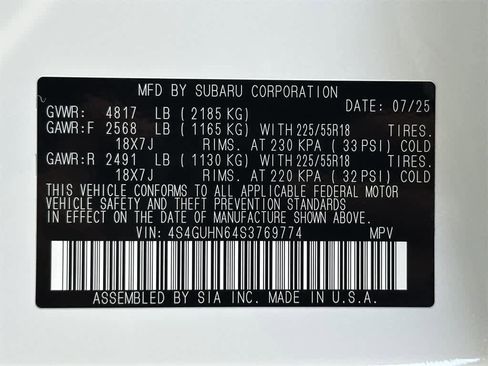 MFD BY SUBARU CORPORATION
DATE: 07/25
GVWR: 4817 LB (2185 KG)
GAWR:F 2568 LB (1165 KG) WITH 225/55R18 TIRES.
18X7J RIMS. AT 230 KPA (33 PSI) COLD
GAWR:R 2491 LB (1130 KG) WITH 225/55R18 TIRES.
18X7J RIMS. AT 220 KPA (32 PSI) COLD
THIS VEHICLE CONFORMS TO ALL APPLICABLE FEDERAL MOTOR
VEHICLE SAFETY AND THEFT PREVENTION STANDARDS
IN EFFECT ON THE DATE OF MANUFACTURE SHOWN ABOVE.
VIN: 4S4GUHN64S3769774 MPV
ASSEMBLED BY SIA INC. MADE IN U.S.A.